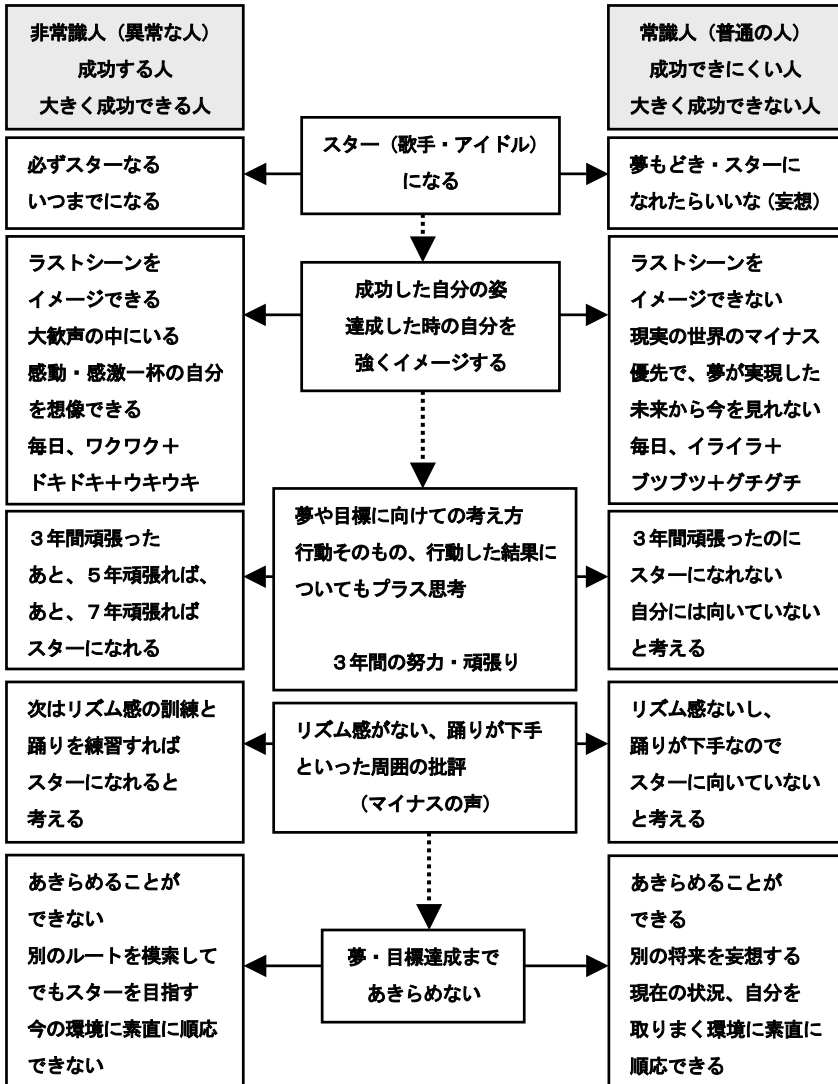 非常識人（異常な人）
成功する人
大きく成功できる人
常識人（普通の人）
成功できにくい人
大きく成功できない人
スター（歌手・アイドル）
になる
必ずスターなる
いつまでになる
夢もどき・スターに
なれたらいいな（妄想）
成功した自分の姿
達成した時の自分を
強くイメージする
ラストシーンを
イメージできる
大歓声の中にいる
感動・感激一杯の自分
を想像できる
毎日、ワクワク＋
ドキドキ＋ウキウキ
ラストシーンを
イメージできない
現実の世界のマイナス
優先で、夢が実現した
未来から今を見れない
毎日、イライラ＋
ブツブツ＋グチグチ
夢や目標に向けての考え方
行動そのもの、行動した結果に
ついてもプラス思考
３年間の努力・頑張り
３年間頑張った
あと、５年頑張れば、
あと、７年頑張れば
スターになれる
３年間頑張ったのに
スターになれない
自分には向いていない
と考える
リズム感がない、踊りが下手
といった周囲の批評
（マイナスの声）
次はリズム感の訓練と
踊りを練習すれば
スターになれると
考える
リズム感ないし、
踊りが下手なので
スターに向いていない
と考える
夢・目標達成まで
あきらめない
あきらめることが
できない
別のルートを模索して
でもスターを目指す
今の環境に素直に順応
できない
あきらめることが
できる
別の将来を妄想する
現在の状況、自分を
取りまく環境に素直に
順応できる